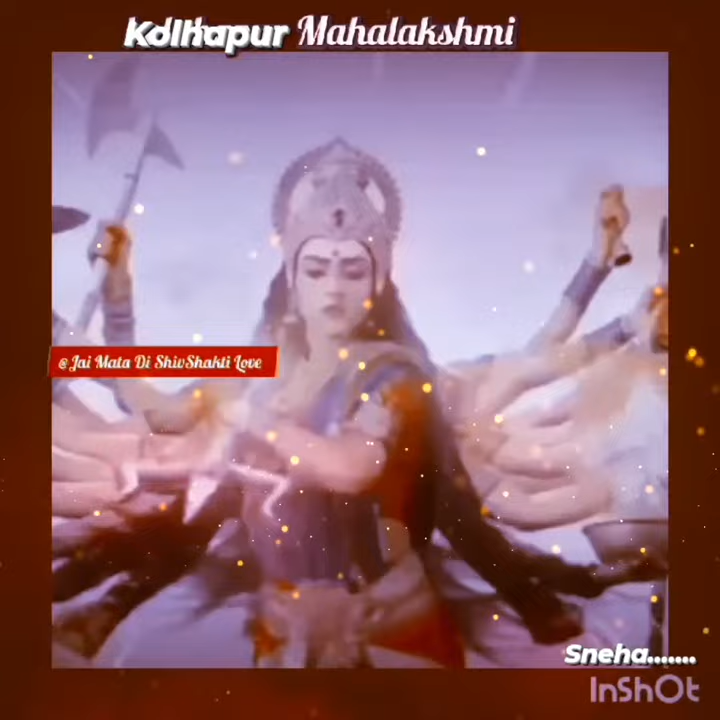 Kolhapur Mahalakshmi
@Jai Mata Di ShivShakti Love
Sneha.......
InShOt